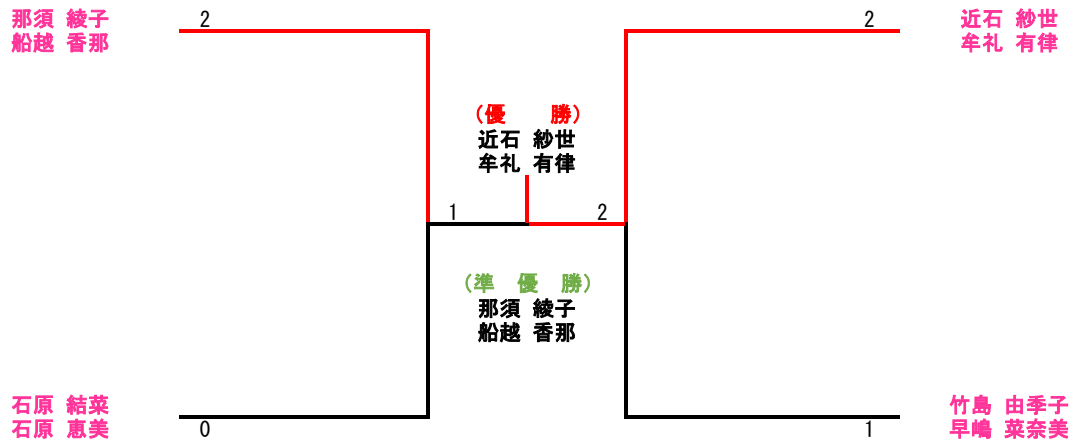 那須 綾子
船越 香那
2
2
近石 紗世
牟礼 有律
(優 勝)
近石 紗世
牟礼 有律
1
2
(準 優 勝)
那須 綾子
船越 香那
石原 結菜
石原 恵美
0
1
竹島 由季子
早嶋 菜奈美